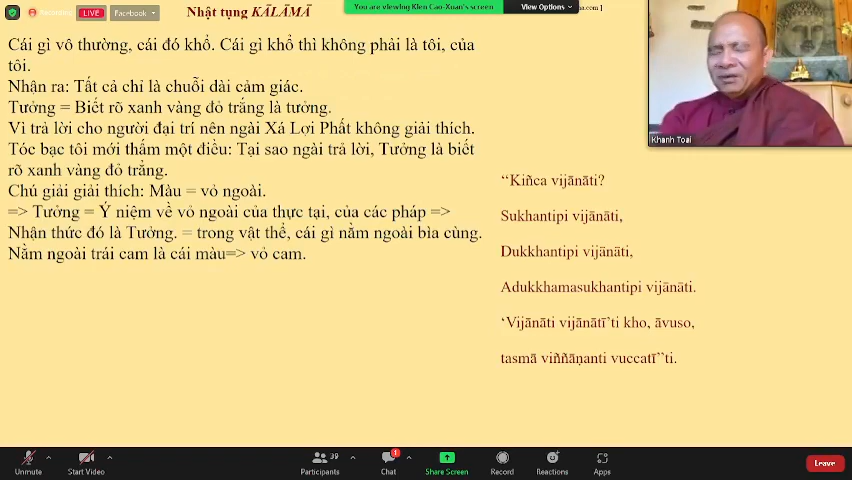 LIVE
Facebook
Nhật tụng KĀLĀMĀ
You are viewing Kien Cao-Xuan's screen
View Options
Cái gì vô thường, cái đó khổ. Cái gì khổ thì không phải là tôi, của
tôi.
Nhận ra: Tất cả chỉ là chuỗi dài cảm giác.
Tưởng = Biết rõ xanh vàng đỏ trắng là tưởng.
Vì trả lời cho người đại trí nên ngài Xá Lợi Phất không giải thích.
Tóc bạc tôi mới thấm một điều: Tại sao ngài trả lời, Tưởng là biết
rõ xanh vàng đỏ trẳng.
Chú giải giải thích: Màu = vỏ ngoài.
=> Tưởng = Ý niệm về vỏ ngoài của thực tại, của các pháp =>
Nhận thức đó là Tưởng. = trong vật thể, cái gì nằm ngoài bìa cùng.
Nằm ngoài trái cam là cái màu=> vỏ cam.
Khanh Toai
“Kiñca vijānāti?
Sukhantipi vijānāti,
Dukkhantipi vijānāti,
Adukkhamasukhantipi vijānāti.
‘Vijānāti vijānātī’ti kho, āvuso,
tasmā viññāṇanti vuccatī”ti.
Unmute
Start Video
39
Participants
1
Chat
Share Screen
Record
Reactions
Apps
Leave